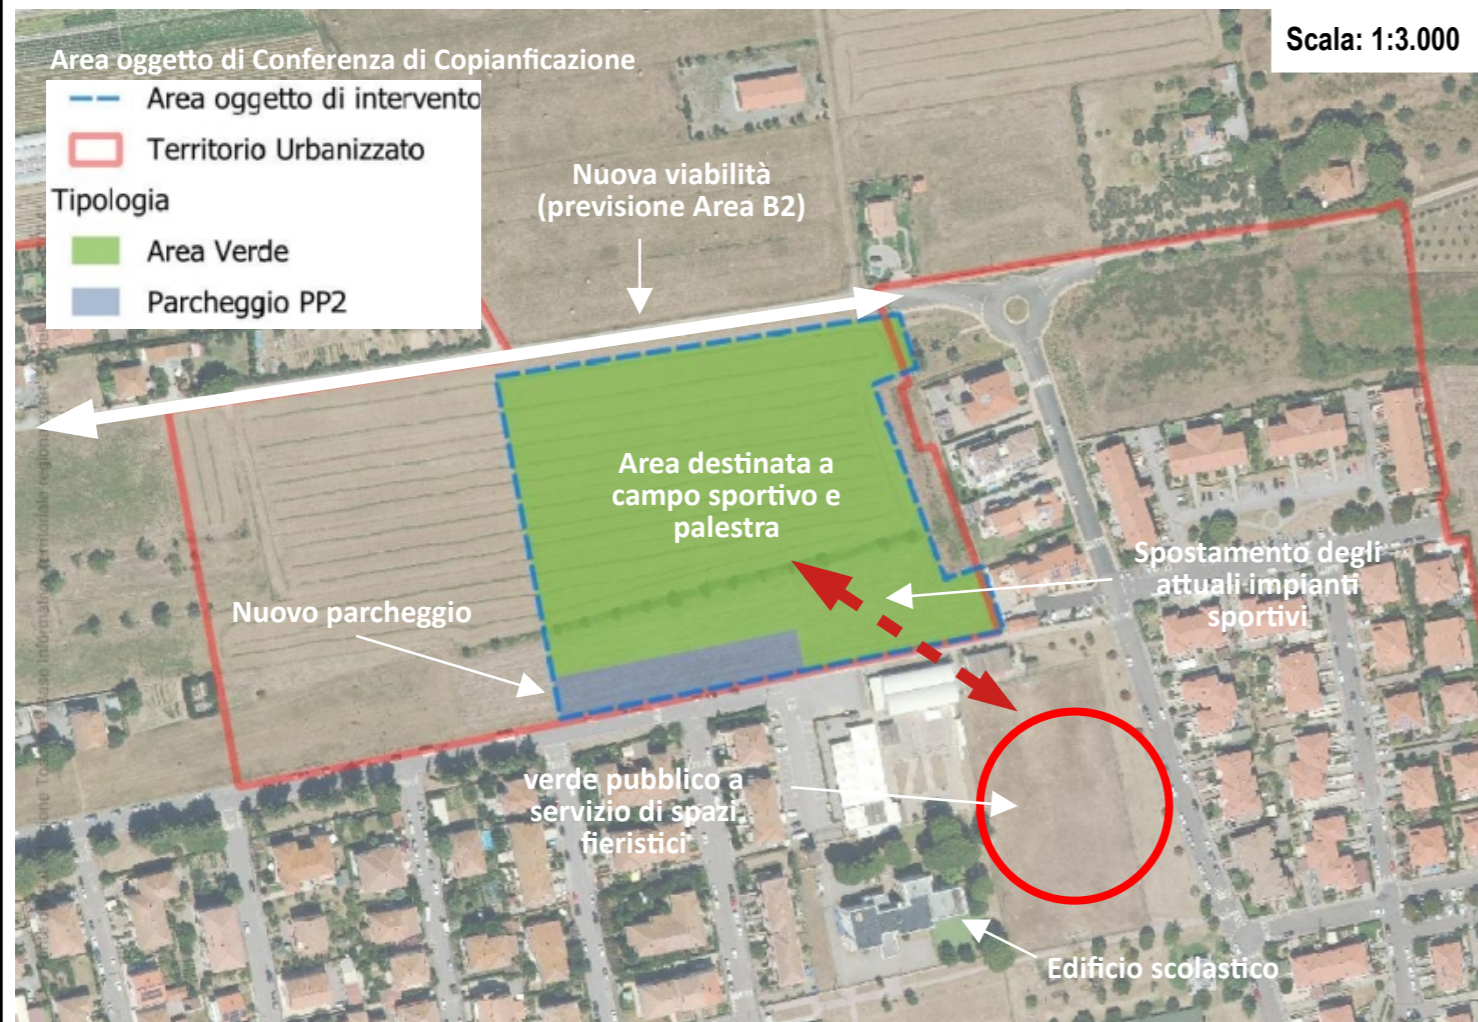 Scala: 1:3.000
Area oggetto di Conferenza di Copianficazione
Area oggetto di intervento
Territorio Urbanizzato
Tipologia
Area Verde
Parcheggio PP2
Nuova viabilità
(previsione Area B2)
Area destinata a
campo sportivo e
palestra
Spostamento degli
attuali impianti
sportivi
Nuovo parcheggio
verde pubblico a
servizio di spazi
fieristici
Edificio scolastico